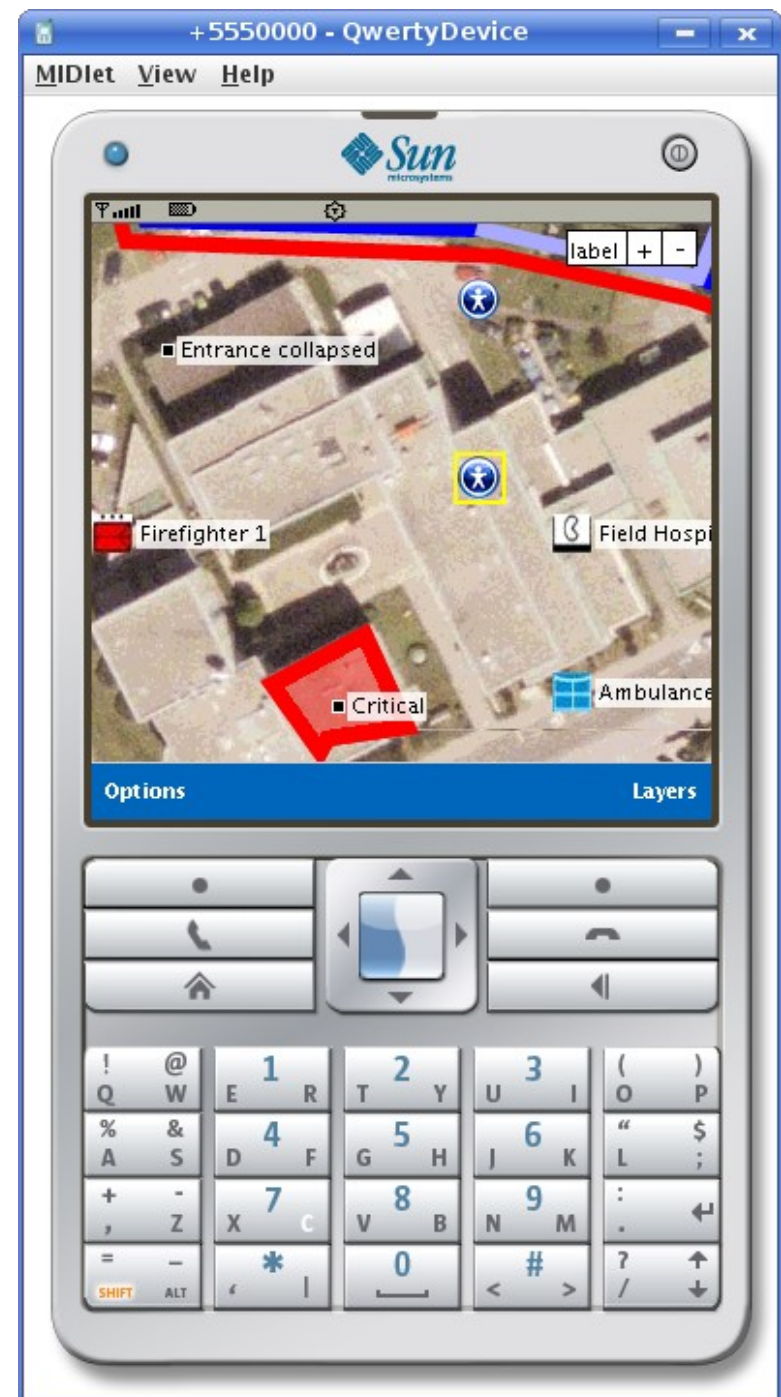 +5550000 - QwertyDevice
MIDlet View Help
Sun
microsystems
label + -
Entrance collapsed
Firefighter 1
Field Hospi
Critical
Ambulance
Options Layers
! @ 1 2 3 ( )
Q W E R T Y U I O P
% & 4 5 6 “ $
A S D F G H J K L ;
+ - 7 8 9 :
, Z X C V B N M .
= – * 0 # ?
SHIFT ALT ‘ | < > /